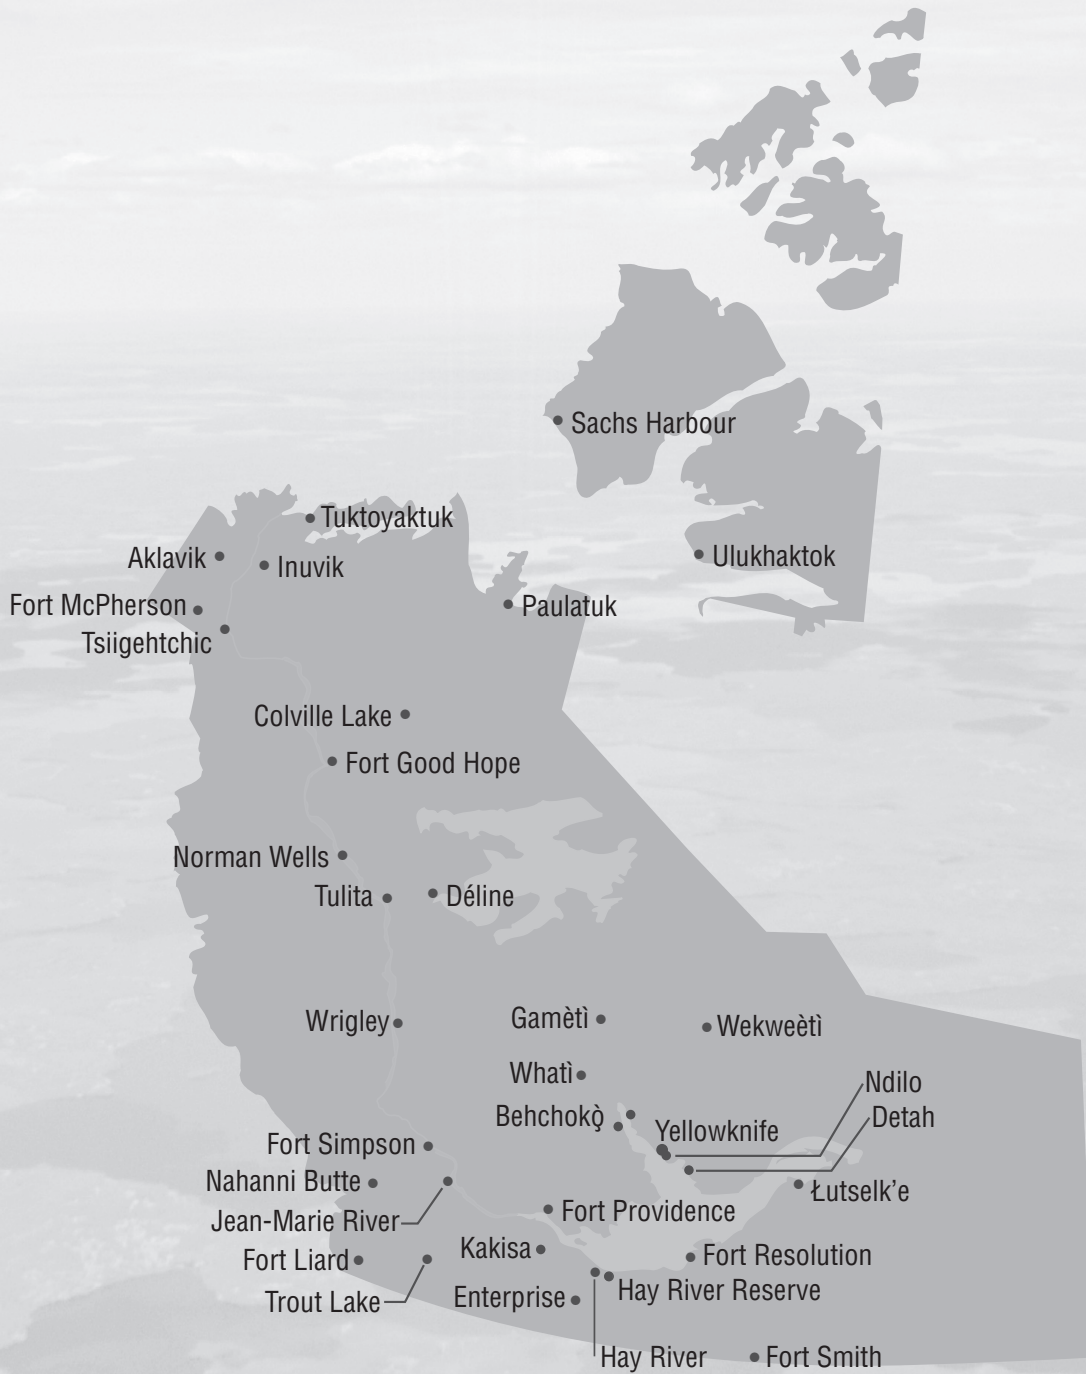 Sachs Harbour
Tuktoyaktuk
Aklavik
Inuvik
Ulukhaktok
Fort McPherson
Paulatuk
Tsiigehtchic
Colville Lake
Fort Good Hope
Norman Wells
Tulita
Déline
Wrigley
Gamètì
Wekweètì
Whatì
Ndilo
Behchokǫ̀
Detah
Yellowknife
Fort Simpson
Nahanni Butte
Łutselk’e
Jean-Marie River
Fort Providence
Kakisa
Fort Resolution
Fort Liard
Hay River Reserve
Trout Lake
Enterprise
Hay River
Fort Smith